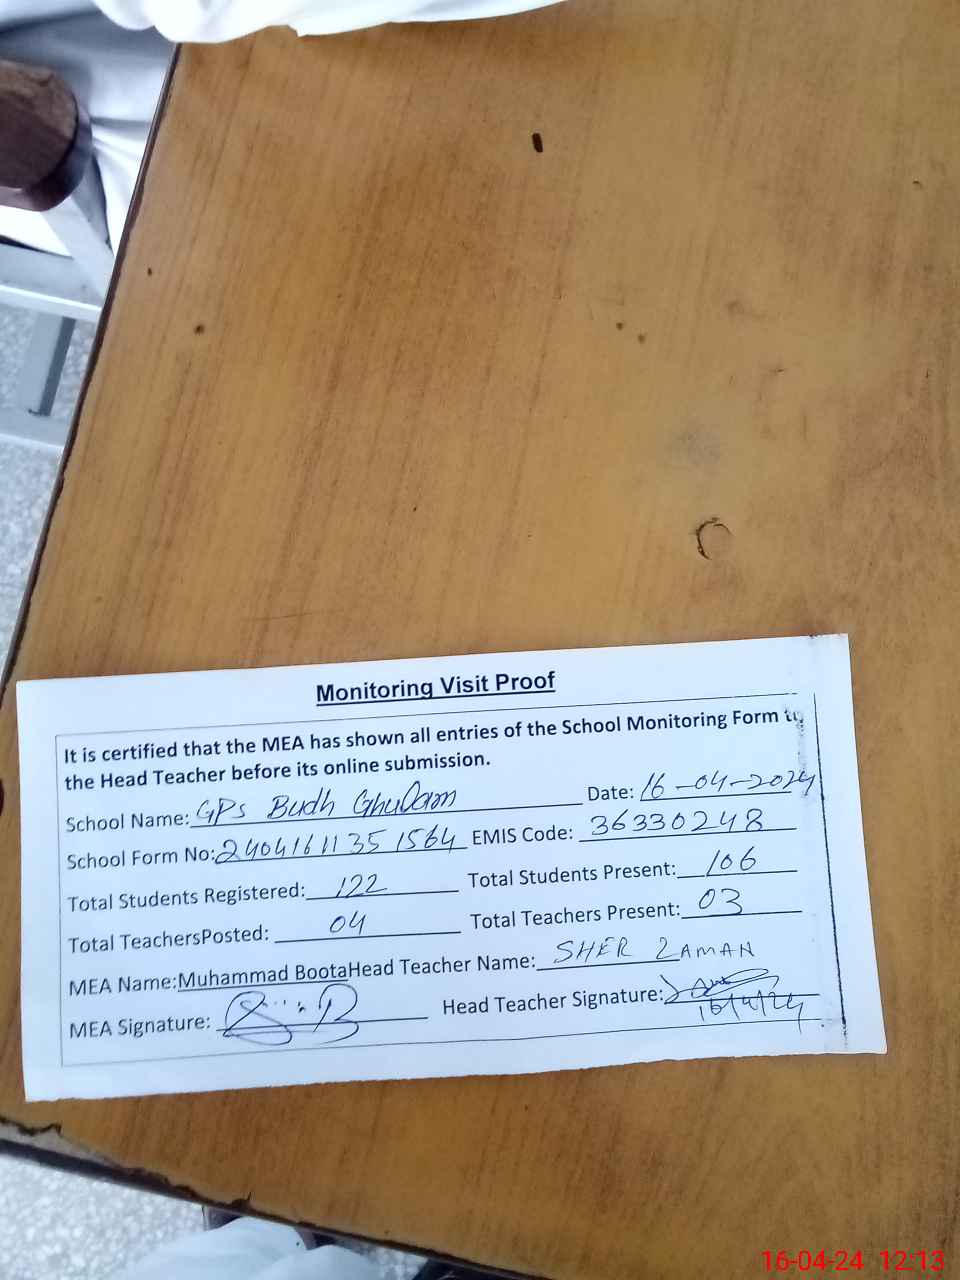 Monitoring Visit Proof
It is certified that the MEA has shown all entries of the School Monitoring Form to
the Head Teacher before its online submission.
School Name: GPS Budh Ghulam Date: 16-04-2024
School Form No: 2404161135 1564 EMIS Code: 36330248
Total Students Registered: 122 Total Students Present: 106
Total TeachersPosted: 04 Total Teachers Present: 03
MEA Name: Muhammad Boota Head Teacher Name: SHER ZAMAN
MEA Signature: Head Teacher Signature:
16/4/24
16-04-24 12:13